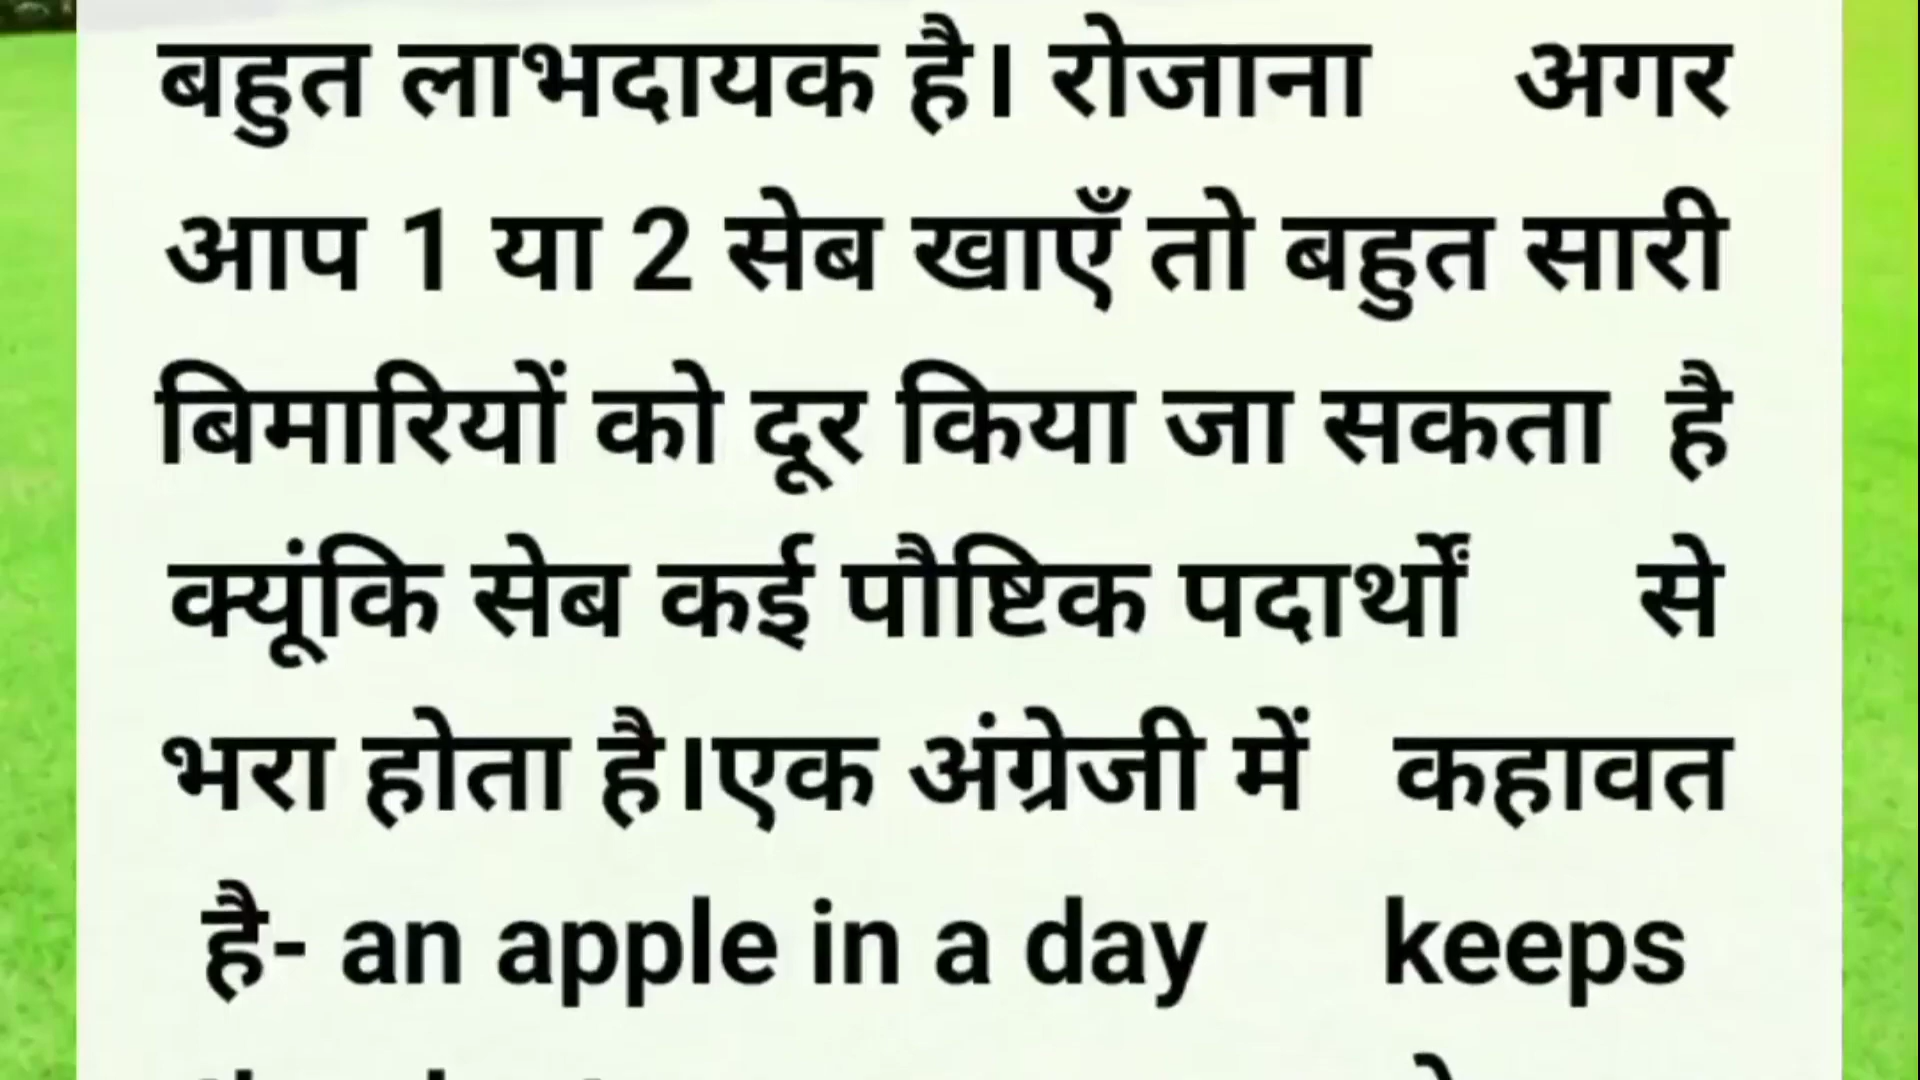 बहुत लाभदायक है। रोजाना अगर
आप 1 या 2 सेब खाएँ तो बहुत सारी
बिमारियों को दूर किया जा सकता है
क्यूंकि सेब कई पौष्टिक पदार्थों से
भरा होता है।एक अंग्रेजी में कहावत
है- an apple in a day keeps